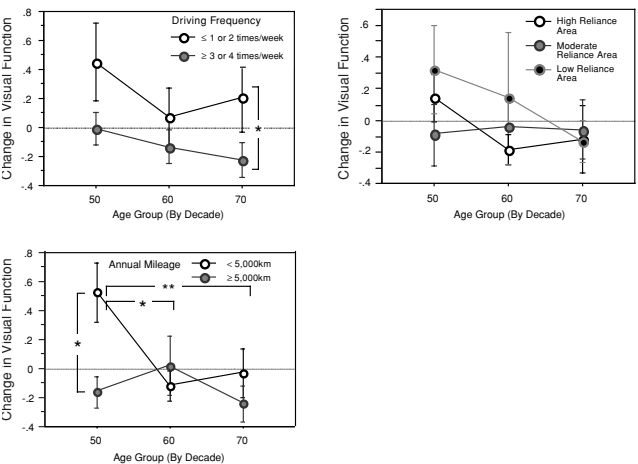 Change in Visual Function
.8
.6
.4
.2
0
-.2
-.4
Driving Frequency
≤ 1 or 2 times/week
≥ 3 or 4 times/week
*
50 60 70
Age Group (By Decade)
Change in Visual Function
.6
.4
.2
0
-.2
-.4
High Reliance
Area
Moderate
Reliance Area
Low Reliance
Area
50 60 70
Age Group (By Decade)
Change in Visual Function
.8
.6
.4
.2
0
-.2
-.4
Annual Mileage
< 5,000km
≥ 5,000km
**
*
*
50 60 70
Age Group (By Decade)